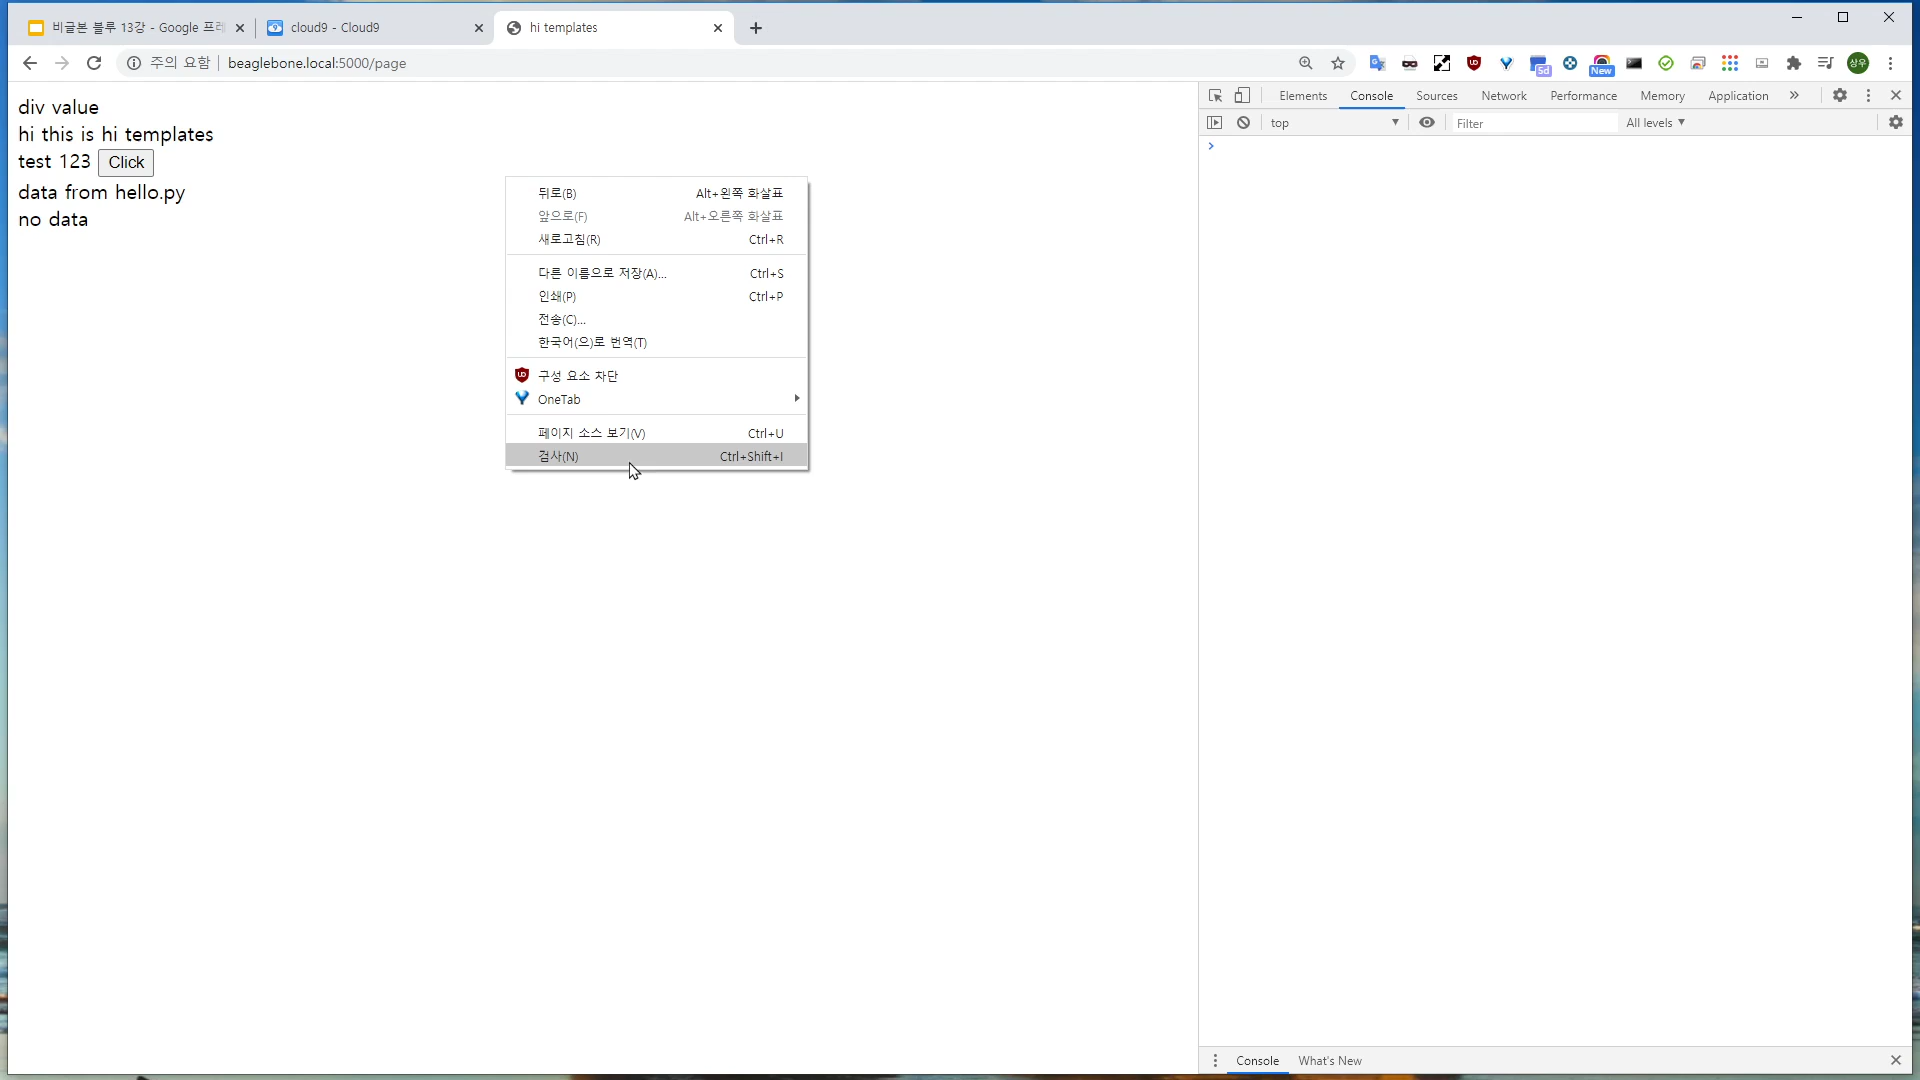 비글본 블루 13강 - Google 프레
cloud9 - Cloud9
hi templates
주의 요함
beaglebone.local:5000/page
5d
New
상우
div value
hi this is hi templates
test 123 Click
data from hello.py
no data
뒤로(B) Alt+왼쪽 화살표
앞으로(F) Alt+오른쪽 화살표
새로고침(R) Ctrl+R
다른 이름으로 저장(A)... Ctrl+S
인쇄(P) Ctrl+P
전송(C)...
한국어(으)로 번역(T)
구성 요소 차단
OneTab
페이지 소스 보기(V) Ctrl+U
검사(N) Ctrl+Shift+I
Elements Console Sources Network Performance Memory Application
top Filter All levels
Console What's New